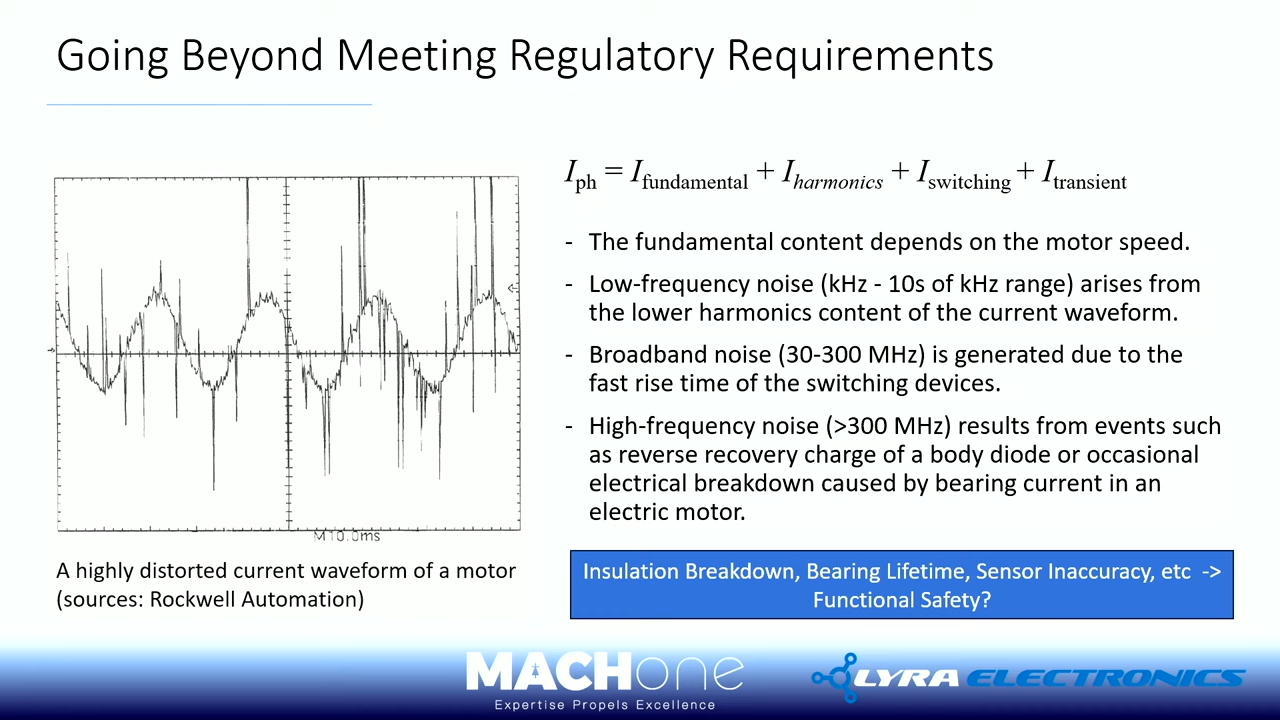 Going Beyond Meeting Regulatory Requirements
I_ph = I_fundamental + I_harmonics + I_switching + I_transient
- The fundamental content depends on the motor speed.
- Low-frequency noise (kHz - 10s of kHz range) arises from
the lower harmonics content of the current waveform.
- Broadband noise (30-300 MHz) is generated due to the
fast rise time of the switching devices.
- High-frequency noise (>300 MHz) results from events such
as reverse recovery charge of a body diode or occasional
electrical breakdown caused by bearing current in an
electric motor.
M10.0ms
A highly distorted current waveform of a motor
(sources: Rockwell Automation)
Insulation Breakdown, Bearing Lifetime, Sensor Inaccuracy, etc ->
Functional Safety?
MACHone
Expertise Propels Excellence
LYRA ELECTRONICS